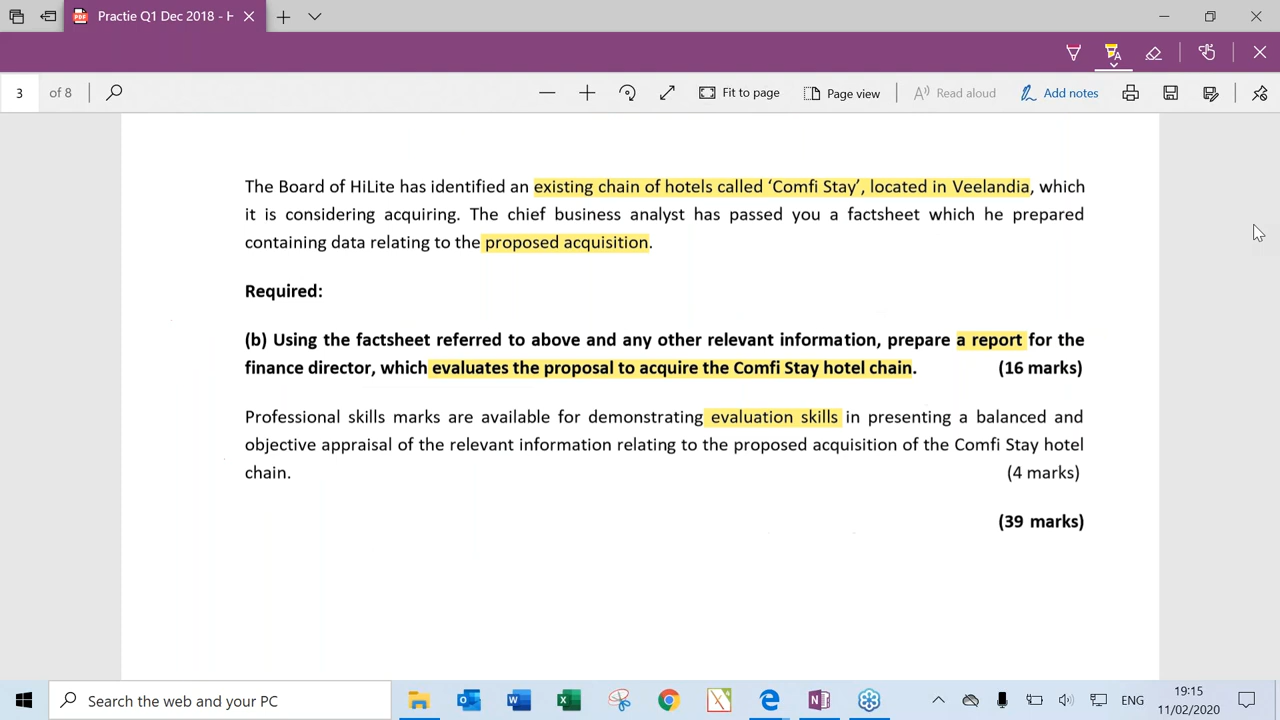 Practie Q1 Dec 2018 - H
3 of 8 Fit to page Page view Read aloud Add notes
The Board of HiLite has identified an existing chain of hotels called ‘Comfi Stay’, located in Veelandia, which
it is considering acquiring. The chief business analyst has passed you a factsheet which he prepared
containing data relating to the proposed acquisition.
Required:
(b) Using the factsheet referred to above and any other relevant information, prepare a report for the
finance director, which evaluates the proposal to acquire the Comfi Stay hotel chain. (16 marks)
Professional skills marks are available for demonstrating evaluation skills in presenting a balanced and
objective appraisal of the relevant information relating to the proposed acquisition of the Comfi Stay hotel
chain. (4 marks)
(39 marks)
Search the web and your PC
ENG
19:15
11/02/2020